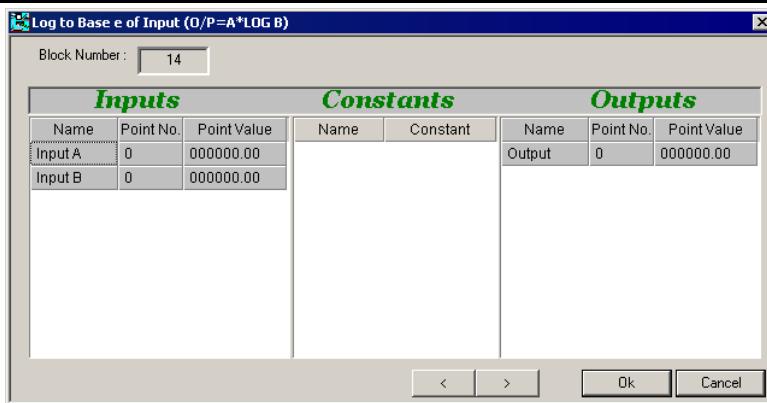 Log to Base e of Input (O/P=A*LOG B)
Block Number : 14
Inputs Constants Outputs
Name Point No. Point Value Name Constant Name Point No. Point Value
Input A 0 000000.00 Output 0 000000.00
Input B 0 000000.00
< > Ok Cancel